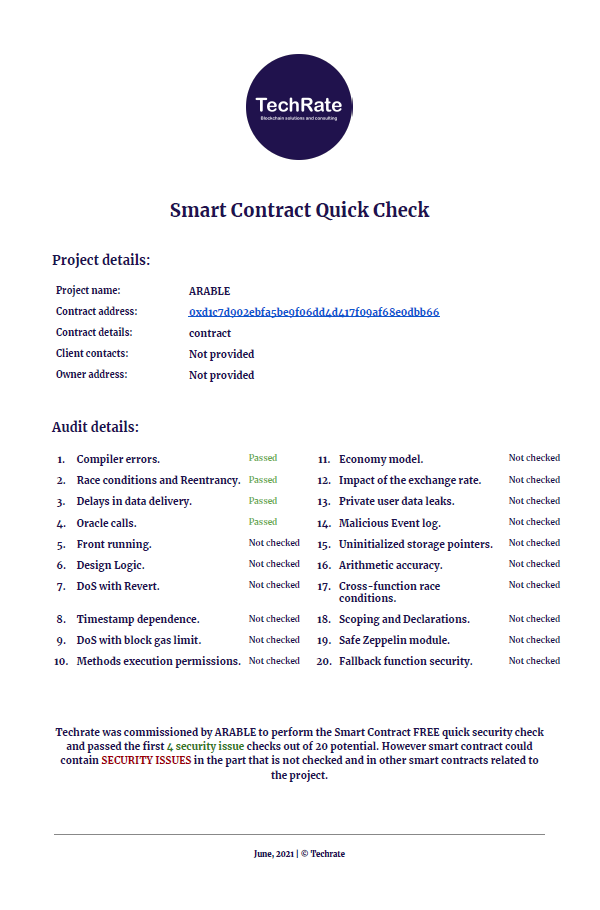 TechRate
Blockchain solutions and consulting
Smart Contract Quick Check
Project details:
Project name: ARABLE
Contract address: 0xd1c7d902ebfa5be9f06dd4d417f09af68e0dbb66
Contract details: contract
Client contacts: Not provided
Owner address: Not provided
Audit details:
1. Compiler errors. Passed
2. Race conditions and Reentrancy. Passed
3. Delays in data delivery. Passed
4. Oracle calls. Passed
5. Front running. Not checked
6. Design Logic. Not checked
7. DoS with Revert. Not checked
8. Timestamp dependence. Not checked
9. DoS with block gas limit. Not checked
10. Methods execution permissions. Not checked
11. Economy model. Not checked
12. Impact of the exchange rate. Not checked
13. Private user data leaks. Not checked
14. Malicious Event log. Not checked
15. Uninitialized storage pointers. Not checked
16. Arithmetic accuracy. Not checked
17. Cross-function race Not checked
conditions.
18. Scoping and Declarations. Not checked
19. Safe Zeppelin module. Not checked
20. Fallback function security. Not checked
Techrate was commissioned by ARABLE to perform the Smart Contract FREE quick security check
and passed the first 4 security issue checks out of 20 potential. However smart contract could
contain SECURITY ISSUES in the part that is not checked and in other smart contracts related to
the project.
June, 2021 | © Techrate